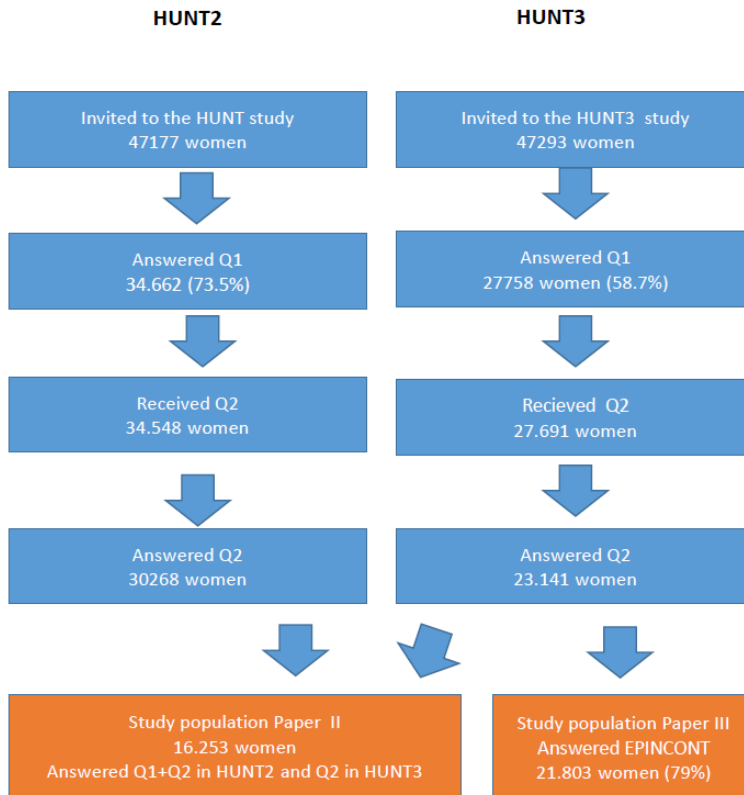 HUNT2
HUNT3
Invited to the HUNT study
47177 women
Invited to the HUNT3 study
47293 women
Answered Q1
34.662 (73.5%)
Answered Q1
27758 women (58.7%)
Received Q2
34.548 women
Recieved Q2
27.691 women
Answered Q2
30268 women
Answered Q2
23.141 women
Study population Paper II
16.253 women
Answered Q1+Q2 in HUNT2 and Q2 in HUNT3
Study population Paper III
Answered EPINCONT
21.803 women (79%)